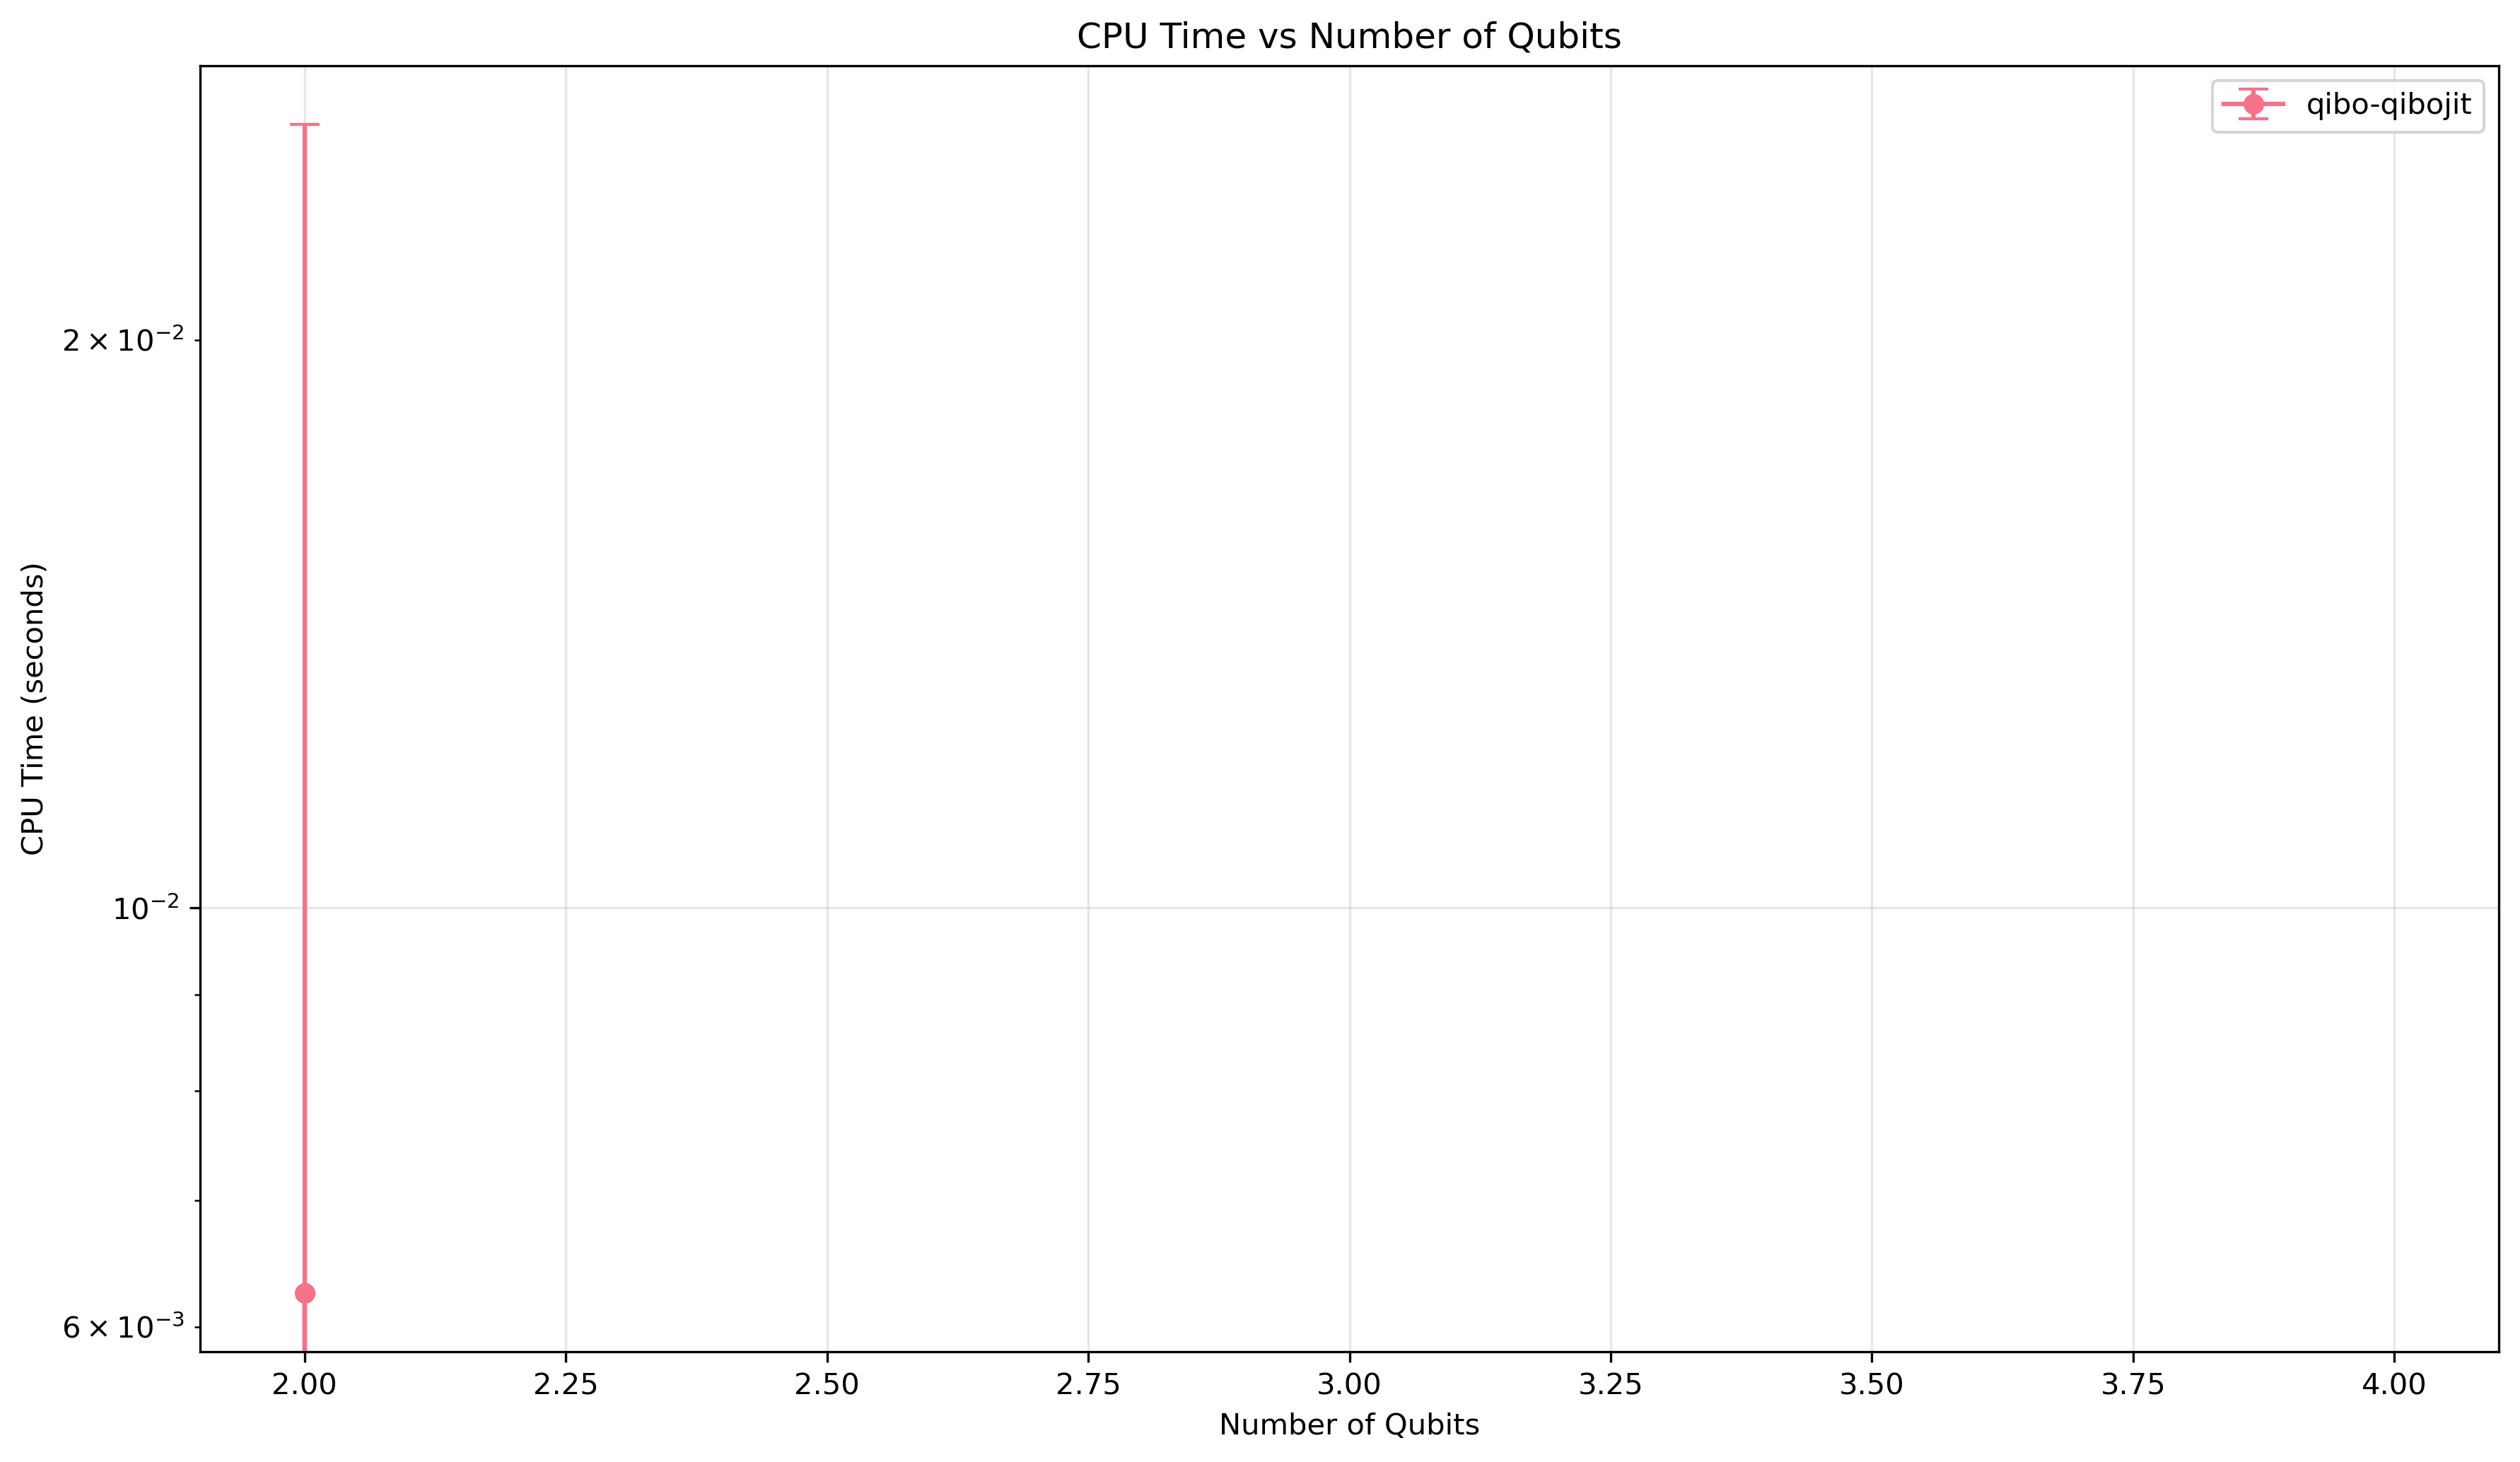 CPU Time vs Number of Qubits
qibo-qibojit
CPU Time (seconds)
2 × 10⁻²
10⁻²
6 × 10⁻³
2.00 2.25 2.50 2.75 3.00 3.25 3.50 3.75 4.00
Number of Qubits